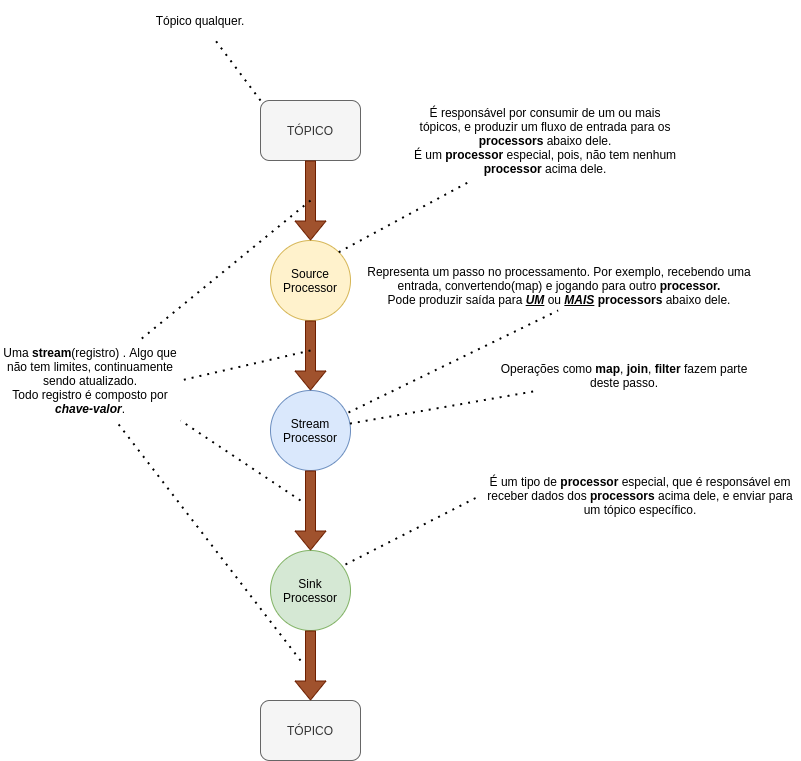 Tópico qualquer.
TÓPICO
É responsável por consumir de um ou mais
tópicos, e produzir um fluxo de entrada para os
processors abaixo dele.
É um processor especial, pois, não tem nenhum
processor acima dele.
Source
Processor
Representa um passo no processamento. Por exemplo, recebendo uma
entrada, convertendo(map) e jogando para outro processor.
Pode produzir saída para UM ou MAIS processors abaixo dele.
Uma stream(registro) . Algo que
não tem limites, continuamente
sendo atualizado.
Todo registro é composto por
chave-valor.
Operações como map, join, filter fazem parte
deste passo.
Stream
Processor
É um tipo de processor especial, que é responsável em
receber dados dos processors acima dele, e enviar para
um tópico específico.
Sink
Processor
TÓPICO